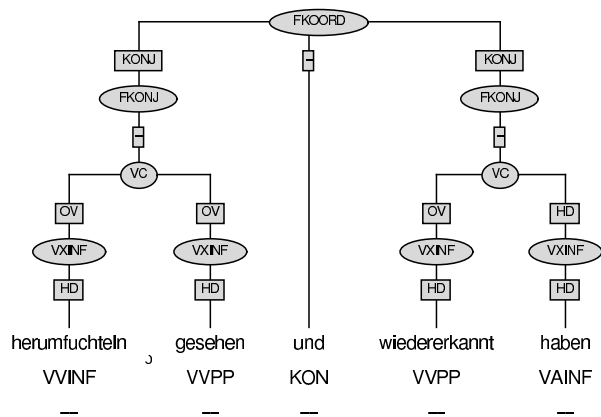 FKOORD
KONJ - KONJ
FKONJ FKONJ
- -
VC VC
OV OV OV HD
VXINF VXINF VXINF VXINF
HD HD HD HD
herumfuchteln gesehen und wiedererkannt haben
VVINF VVPP KON VVPP VAINF
-- -- -- -- --